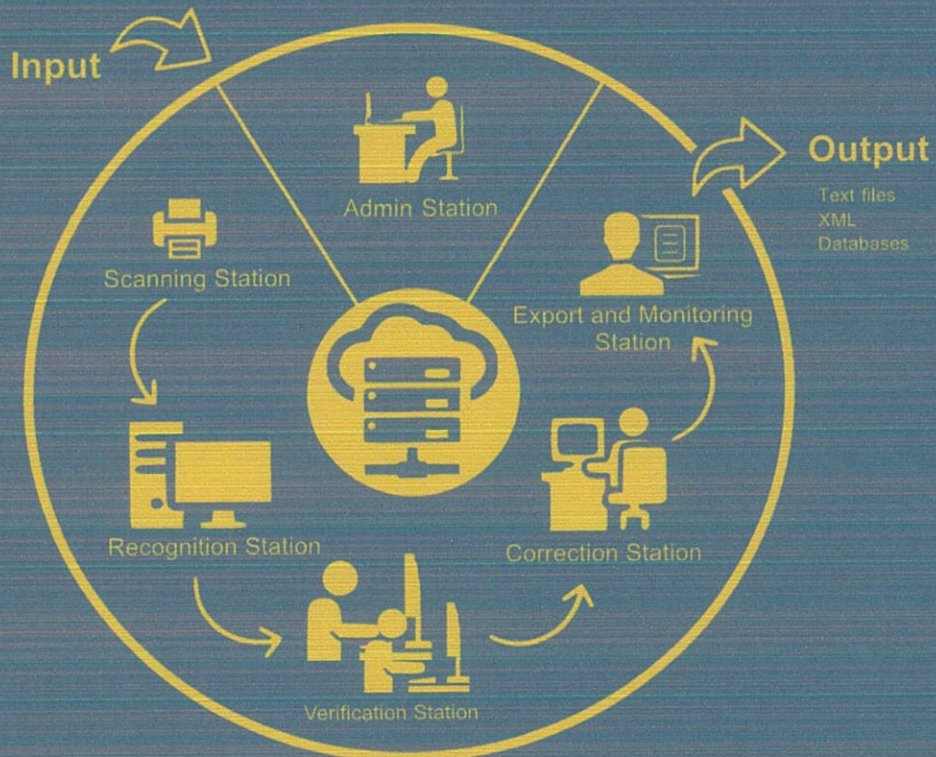 Input
Admin Station
Output
Text files
XML
Databases
Scanning Station
Export and Monitoring
Station
Recognition Station
Correction Station
Verification Station